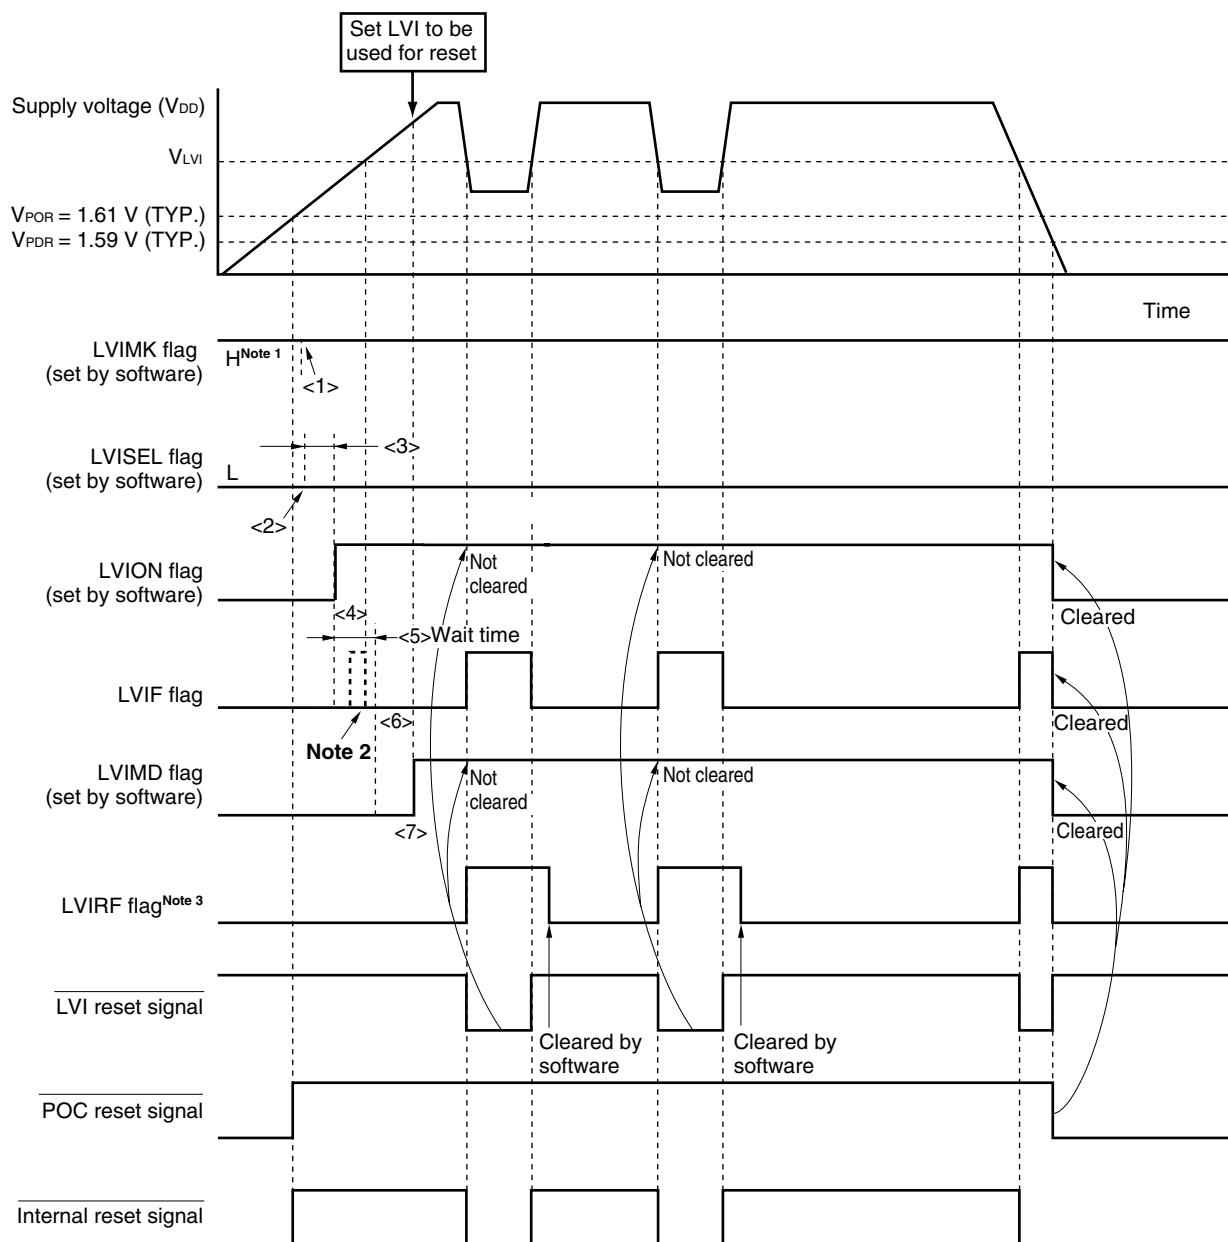 Set LVI to be
used for reset
Supply voltage (VDD)
VLVI
VPOR = 1.61 V (TYP.)
VPDR = 1.59 V (TYP.)
Time
LVIMK flag
(set by software)
H Note 1
<1>
<3>
LVISEL flag
(set by software)
L
<2>
LVION flag
(set by software)
Not
cleared
Not cleared
<4>
Cleared
<5> Wait time
LVIF flag
<6>
Cleared
Note 2
LVIMD flag
(set by software)
Not
cleared
Not cleared
<7>
Cleared
LVIRF flag Note 3
LVI reset signal
Cleared by
software
Cleared by
software
POC reset signal
Internal reset signal